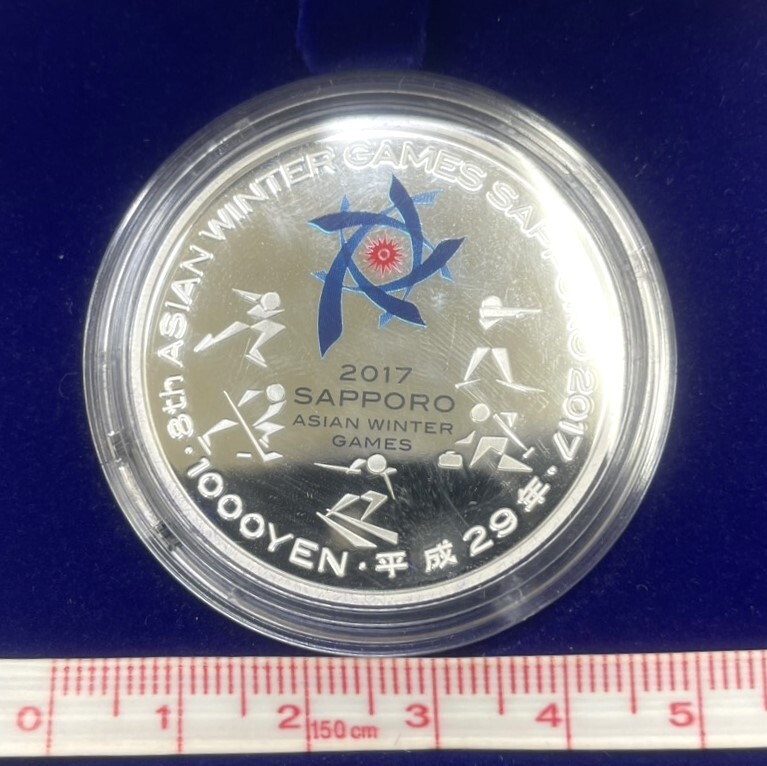 8th ASIAN WINTER GAMES SAPPORO 2017
2017
SAPPORO
ASIAN WINTER
GAMES
・1000YEN・平成29年・
0 1 2 150cm 3 4 5